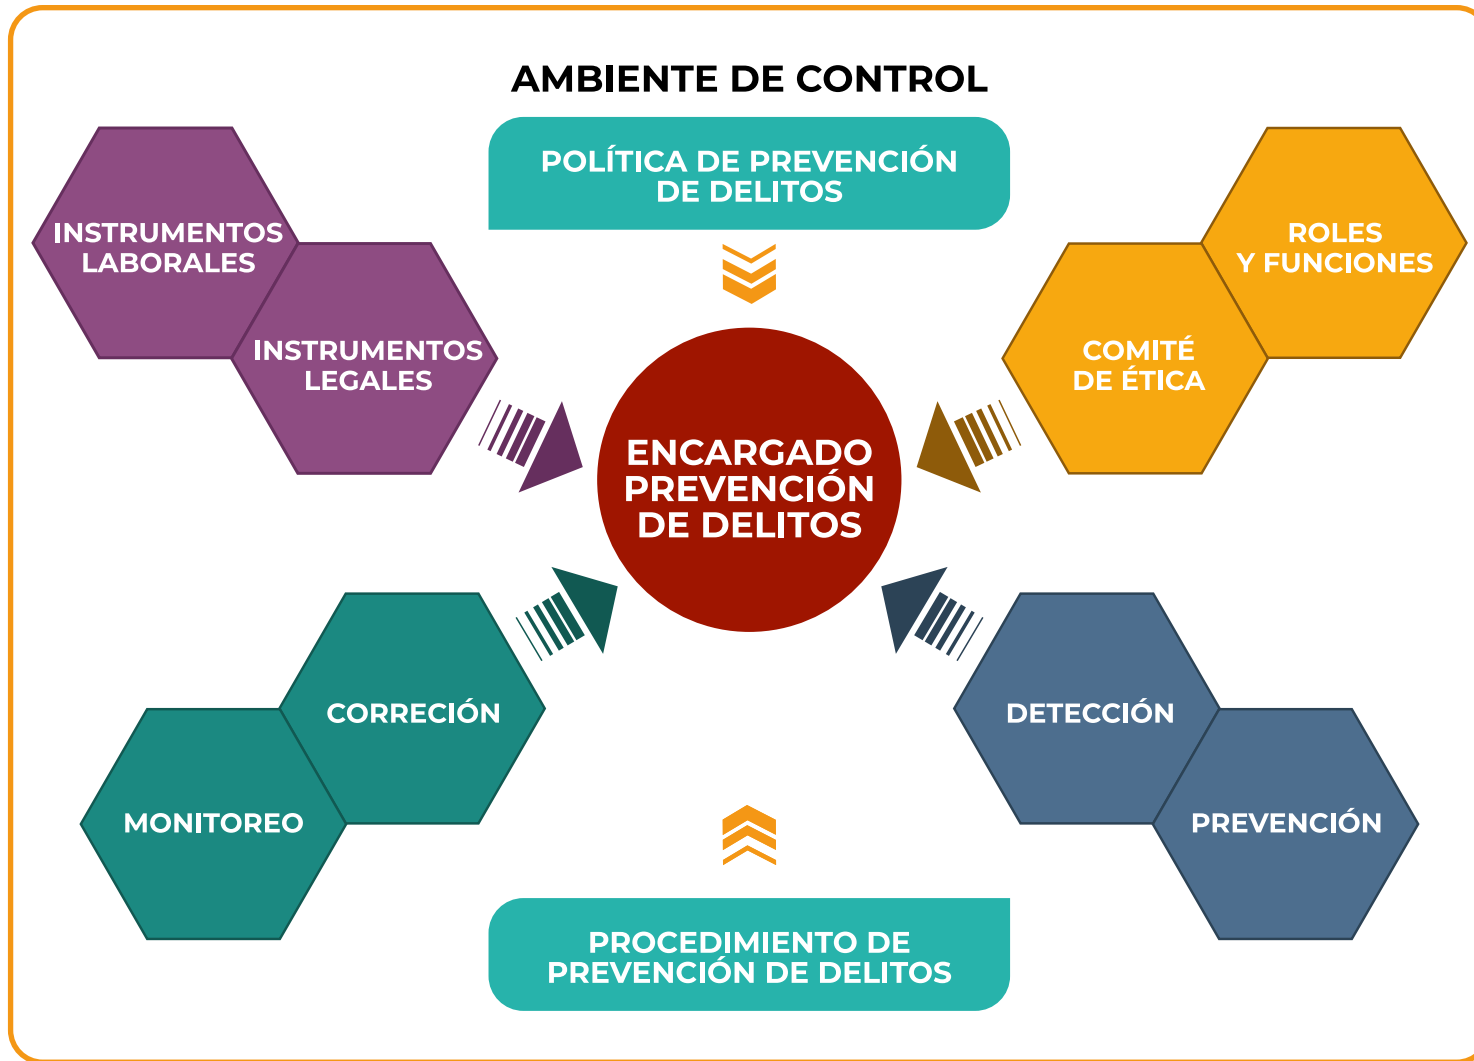 AMBIENTE DE CONTROL
POLÍTICA DE PREVENCIÓN
DE DELITOS
INSTRUMENTOS
LABORALES
INSTRUMENTOS
LEGALES
ROLES
Y FUNCIONES
COMITÉ
DE ÉTICA
ENCARGADO
PREVENCIÓN
DE DELITOS
CORRECIÓN
MONITOREO
DETECCIÓN
PREVENCIÓN
PROCEDIMIENTO DE
PREVENCIÓN DE DELITOS